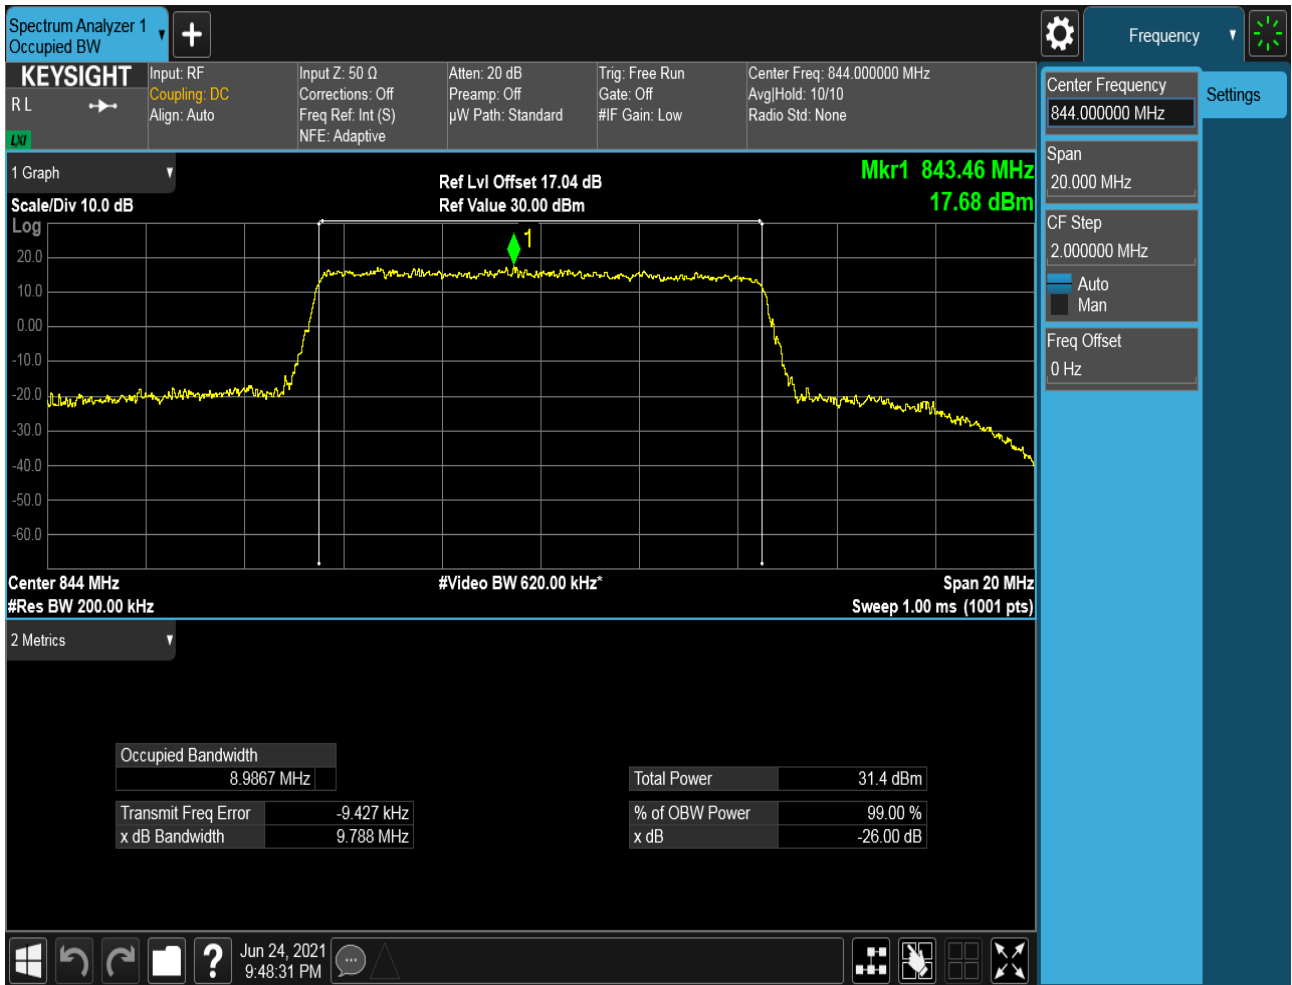 Spectrum Analyzer 1
Occupied BW
+
Frequency
KEYSIGHT
R L
LXI
Input: RF
Coupling: DC
Align: Auto
Input Z: 50 Ω
Corrections: Off
Freq Ref: Int (S)
NFE: Adaptive
Atten: 20 dB
Preamp: Off
µW Path: Standard
Trig: Free Run
Gate: Off
#IF Gain: Low
Center Freq: 844.000000 MHz
Avg|Hold: 10/10
Radio Std: None
Center Frequency
844.000000 MHz
Settings
Span
20.000 MHz
CF Step
2.000000 MHz
Auto
Man
Freq Offset
0 Hz
1 Graph
Scale/Div 10.0 dB
Ref Lvl Offset 17.04 dB
Ref Value 30.00 dBm
Mkr1 843.46 MHz
17.68 dBm
Log
1
20.0
10.0
0.00
-10.0
-20.0
-30.0
-40.0
-50.0
-60.0
Center 844 MHz
#Video BW 620.00 kHz*
Span 20 MHz
#Res BW 200.00 kHz
Sweep 1.00 ms (1001 pts)
2 Metrics
Occupied Bandwidth
8.9867 MHz
Transmit Freq Error -9.427 kHz
x dB Bandwidth 9.788 MHz
Total Power 31.4 dBm
% of OBW Power 99.00 %
x dB -26.00 dB
?
Jun 24, 2021
9:48:31 PM